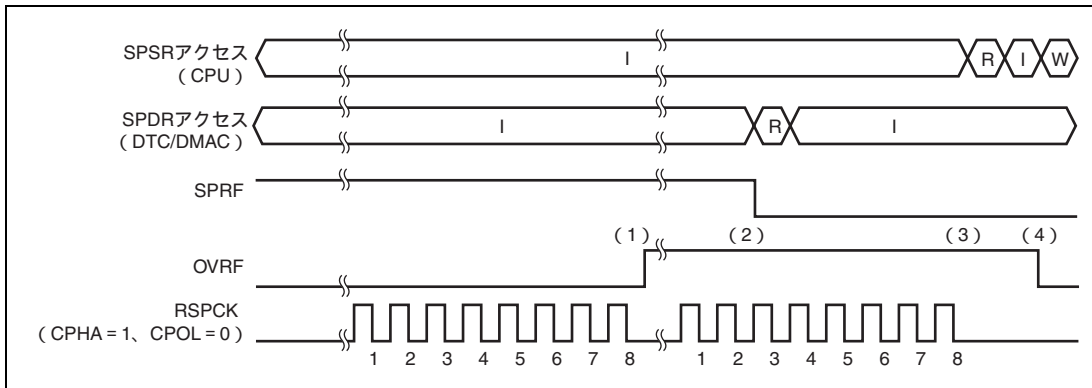 SPSRアクセス
（CPU）
I
R
I
W
SPDRアクセス
（DTC/DMAC）
I
R
I
SPRF
（1）
（2）
（3）
（4）
OVRF
RSPCK
（CPHA = 1、CPOL = 0）
1 2 3 4 5 6 7 8 1 2 3 4 5 6 7 8